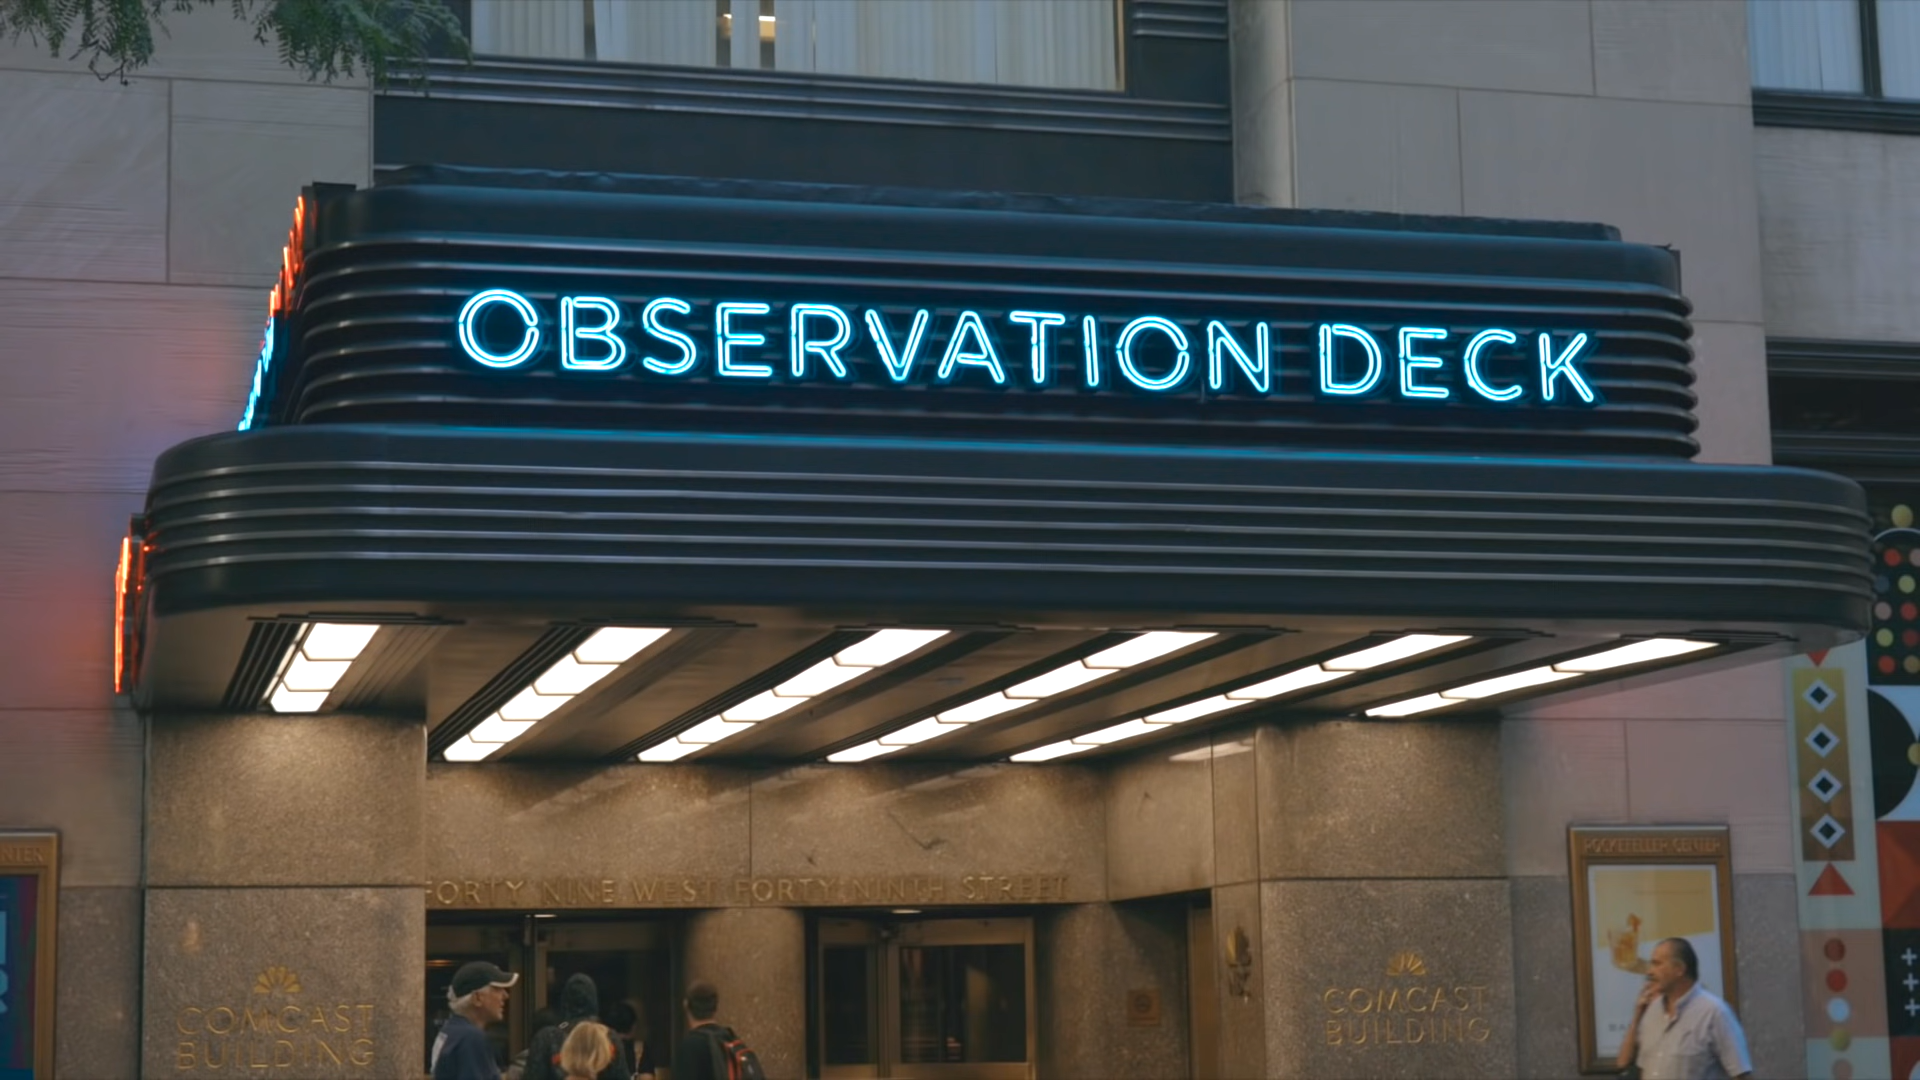 OBSERVATION DECK
FORTY NINE WEST FORTY NINTH STREET
ROCKEFELLER CENTER
COMCAST
BUILDING
COMCAST
BUILDING